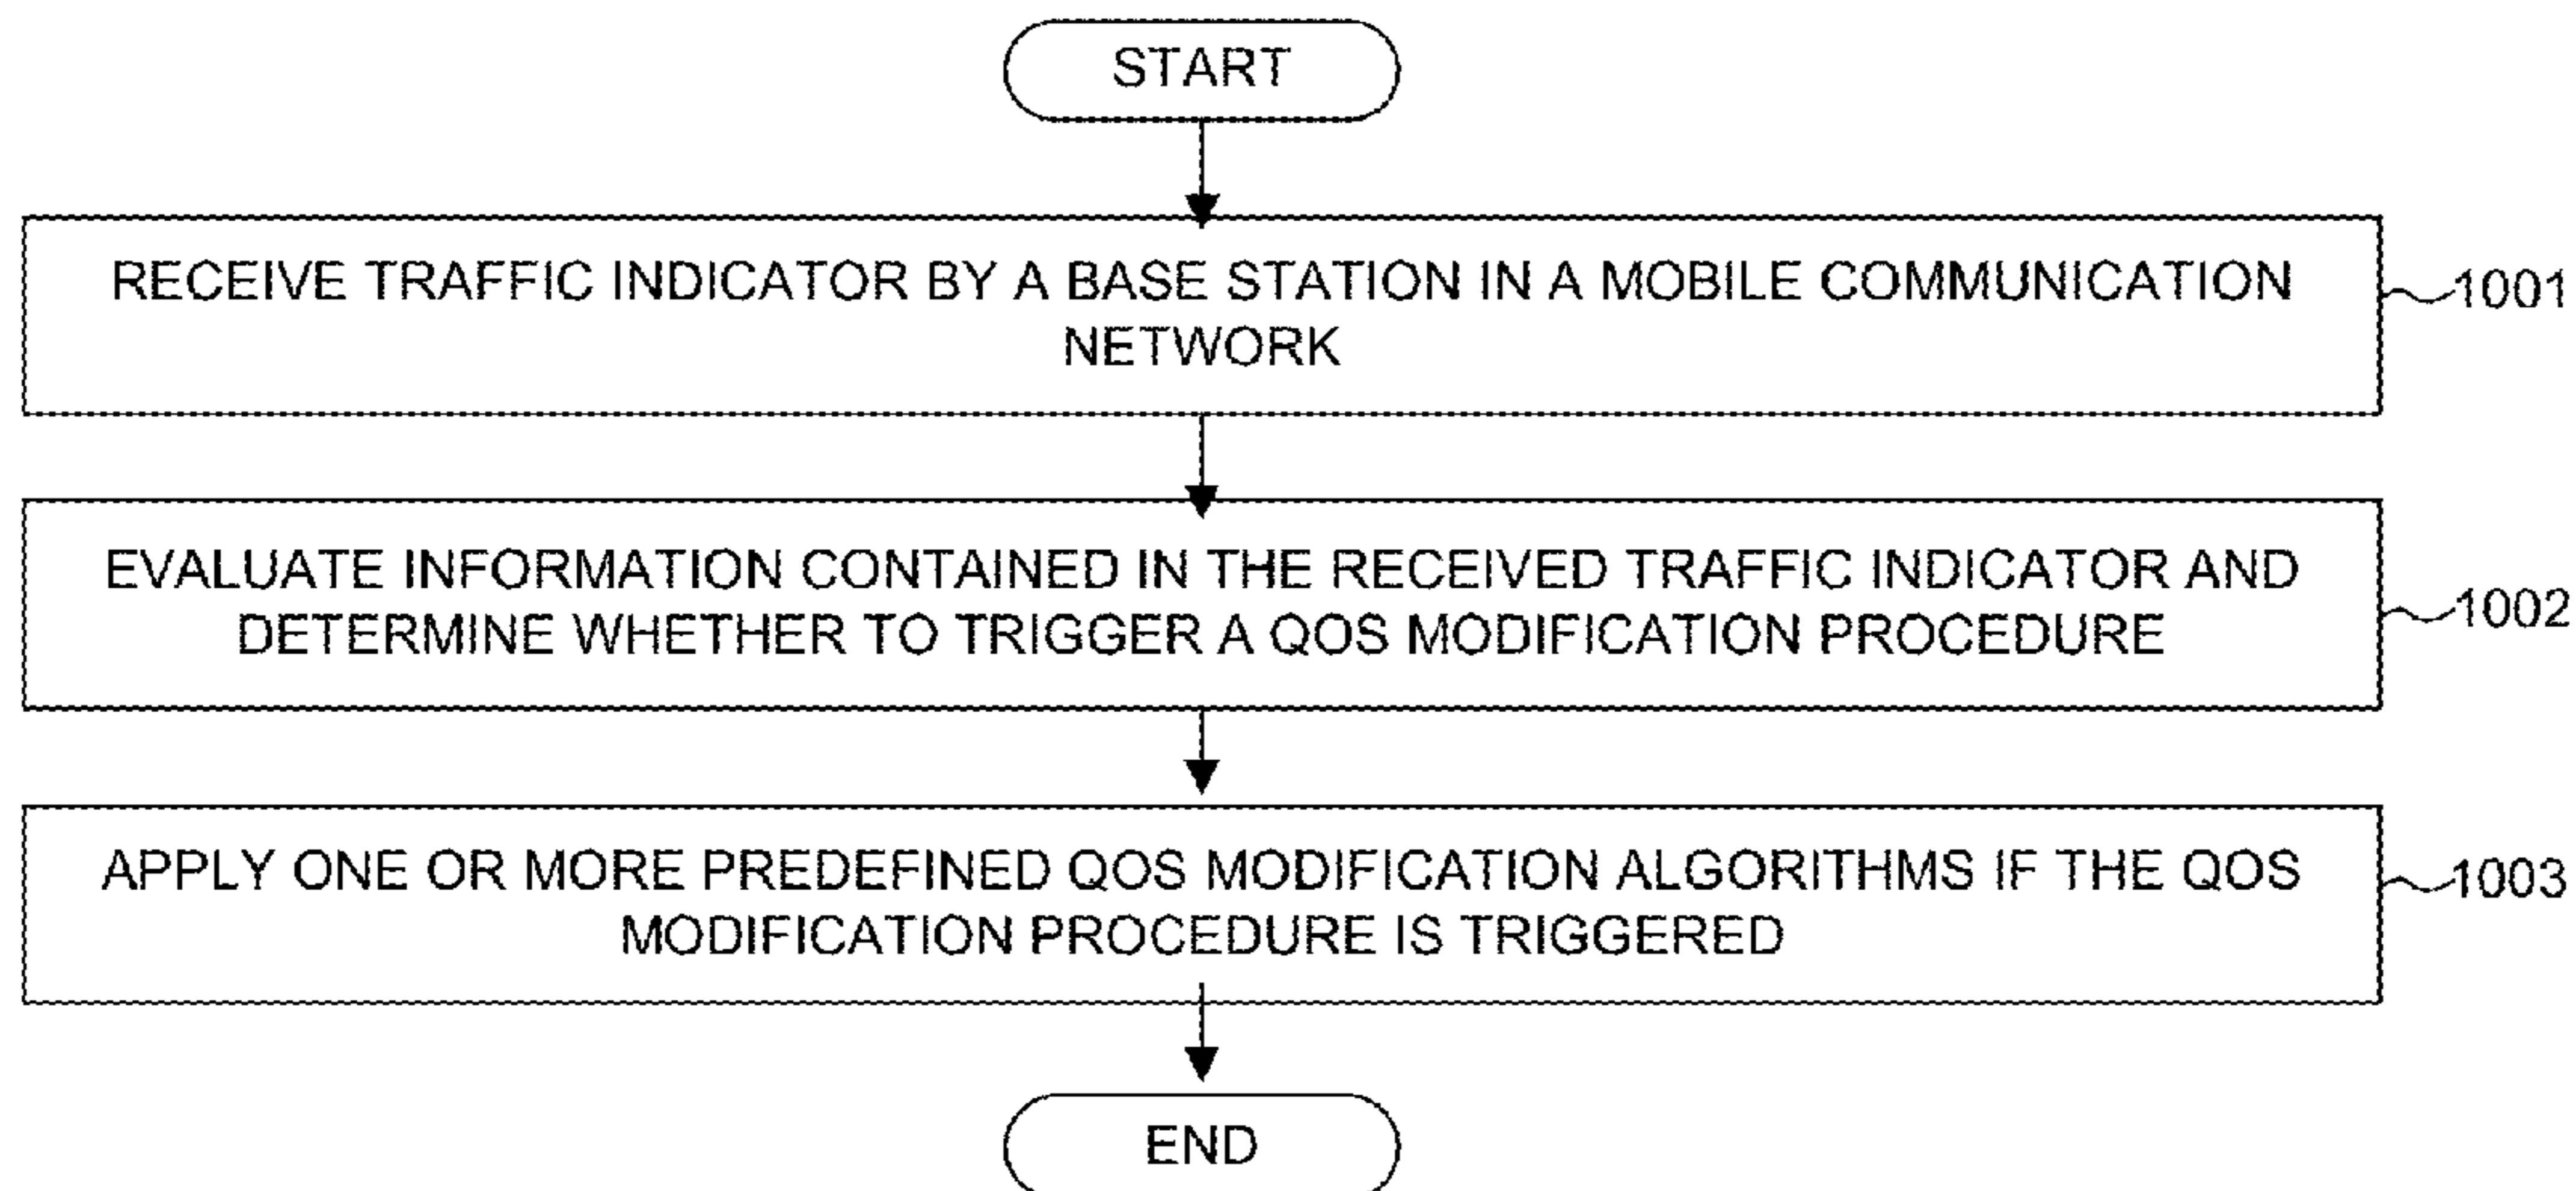 START
RECEIVE TRAFFIC INDICATOR BY A BASE STATION IN A MOBILE COMMUNICATION
NETWORK
1001
EVALUATE INFORMATION CONTAINED IN THE RECEIVED TRAFFIC INDICATOR AND
DETERMINE WHETHER TO TRIGGER A QOS MODIFICATION PROCEDURE
1002
APPLY ONE OR MORE PREDEFINED QOS MODIFICATION ALGORITHMS IF THE QOS
MODIFICATION PROCEDURE IS TRIGGERED
1003
END